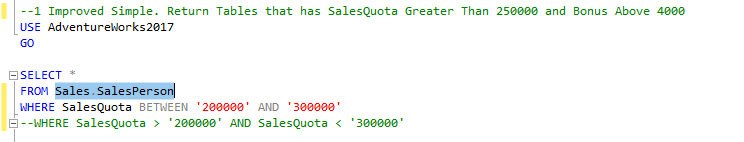 --1 Improved Simple. Return Tables that has SalesQuota Greater Than 250000 and Bonus Above 4000
USE AdventureWorks2017
GO
SELECT *
FROM Sales.SalesPerson
WHERE SalesQuota BETWEEN '200000' AND '300000'
--WHERE SalesQuota > '200000' AND SalesQuota < '300000'